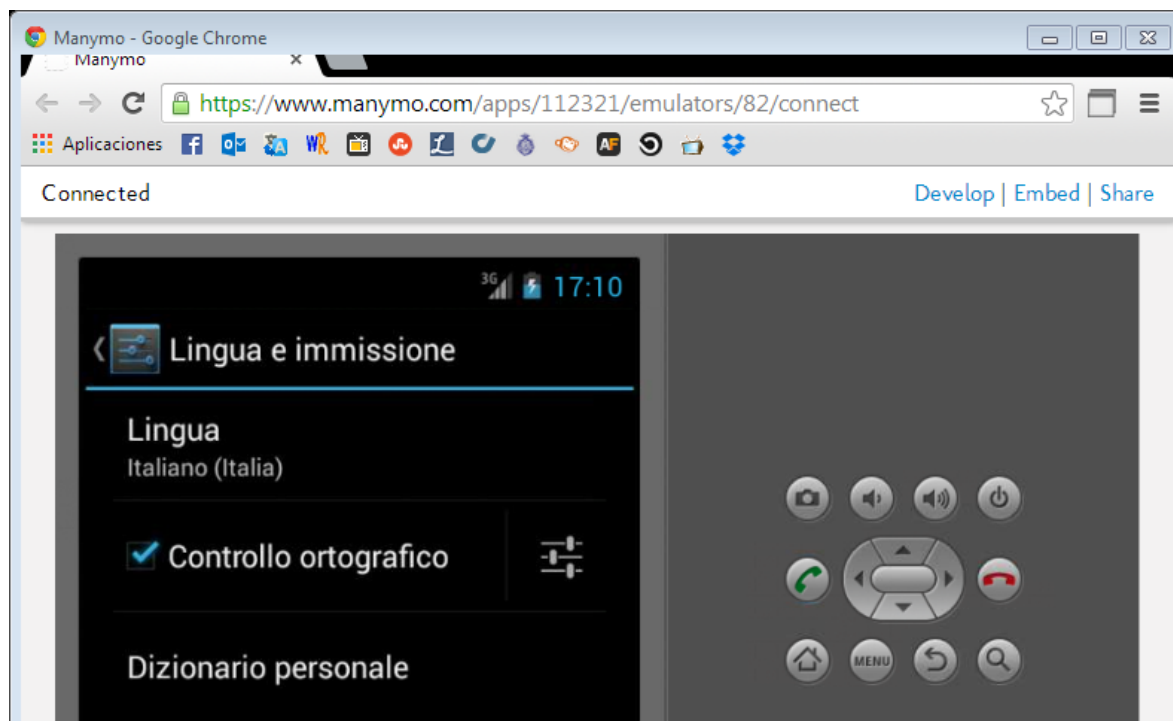 Manymo - Google Chrome
Manymo
https://www.manymo.com/apps/112321/emulators/82/connect
Aplicaciones
Connected
Develop | Embed | Share
3G 17:10
Lingua e immissione
Lingua
Italiano (Italia)
Controllo ortografico
Dizionario personale
MENU